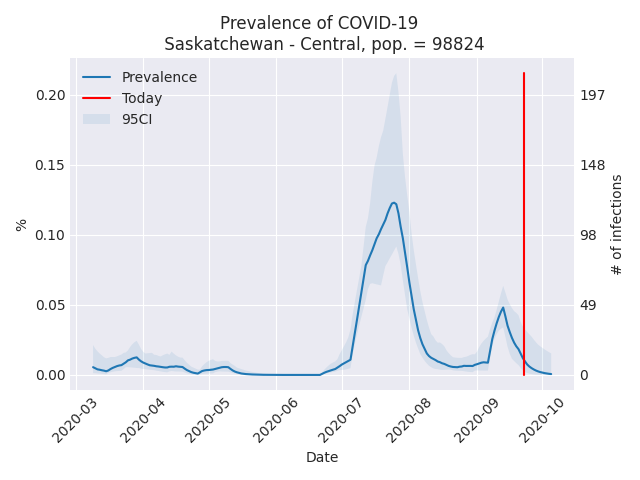 Prevalence of COVID-19
Saskatchewan - Central, pop. = 98824
Prevalence
Today
95CI
0.20
0.15
0.10
0.05
0.00
%
197
148
98
49
0
# of infections
2020-03
2020-04
2020-05
2020-06
2020-07
2020-08
2020-09
2020-10
Date